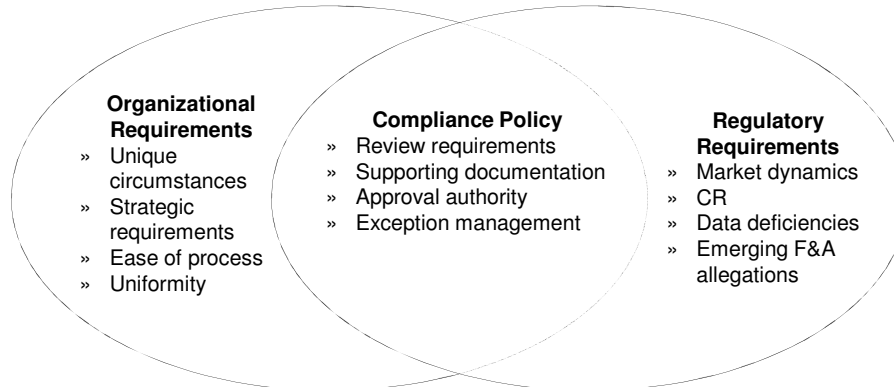 Organizational
Requirements
» Unique
circumstances
» Strategic
requirements
» Ease of process
» Uniformity
Compliance Policy
» Review requirements
» Supporting documentation
» Approval authority
» Exception management
Regulatory
Requirements
» Market dynamics
» CR
» Data deficiencies
» Emerging F&A
allegations